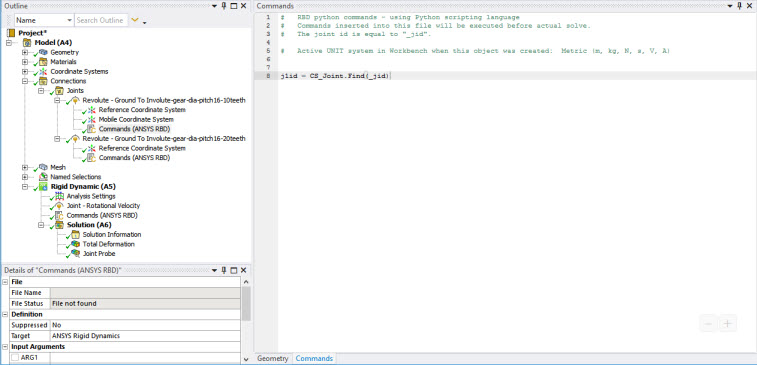 Outline
Name
Search Outline
Project*
Model (A4)
Geometry
Materials
Coordinate Systems
Connections
Joints
Revolute - Ground To Involute-gear-dia-pitch16-10teeth
Reference Coordinate System
Mobile Coordinate System
Commands (ANSYS RBD)
Revolute - Ground To Involute-gear-dia-pitch16-20teeth
Reference Coordinate System
Commands (ANSYS RBD)
Mesh
Named Selections
Rigid Dynamic (A5)
Analysis Settings
Joint - Rotational Velocity
Commands (ANSYS RBD)
Solution (A6)
Solution Information
Total Deformation
Joint Probe
Details of "Commands (ANSYS RBD)"
File
File Name
File Status File not found
Definition
Suppressed No
Target ANSYS Rigid Dynamics
Input Arguments
ARG1
Commands
1 # RBD python commands - using Python scripting language
2 # Commands inserted into this file will be executed before actual solve.
3 # The joint id is equal to "_jid".
4
5 # Active UNIT system in Workbench when this object was created: Metric (m, kg, N, s, V, A)
6
7
8 j1id = CS_Joint.Find(_jid)
Geometry Commands